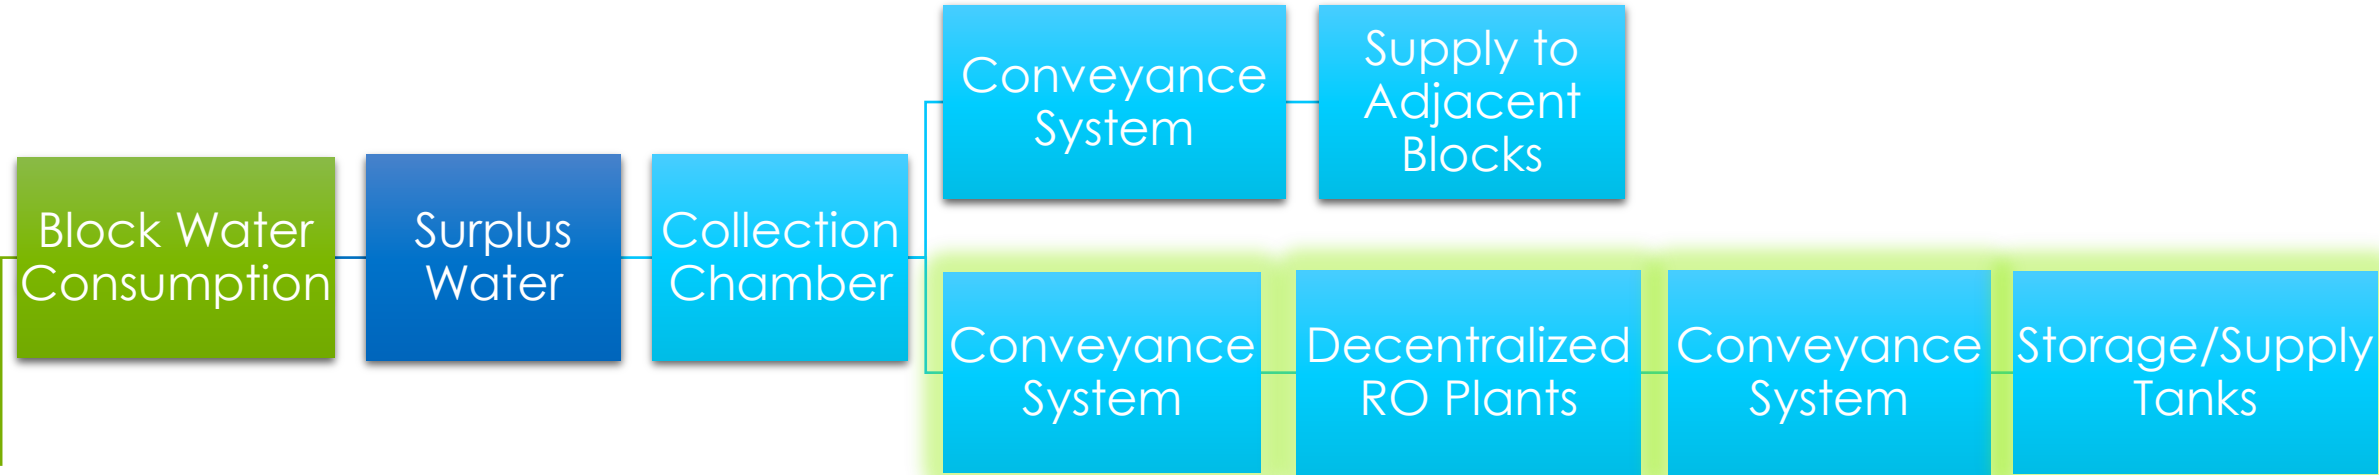 Block Water
Consumption
Surplus
Water
Collection
Chamber
Conveyance
System
Supply to
Adjacent
Blocks
Conveyance
System
Decentralized
RO Plants
Conveyance
System
Storage/Supply
Tanks